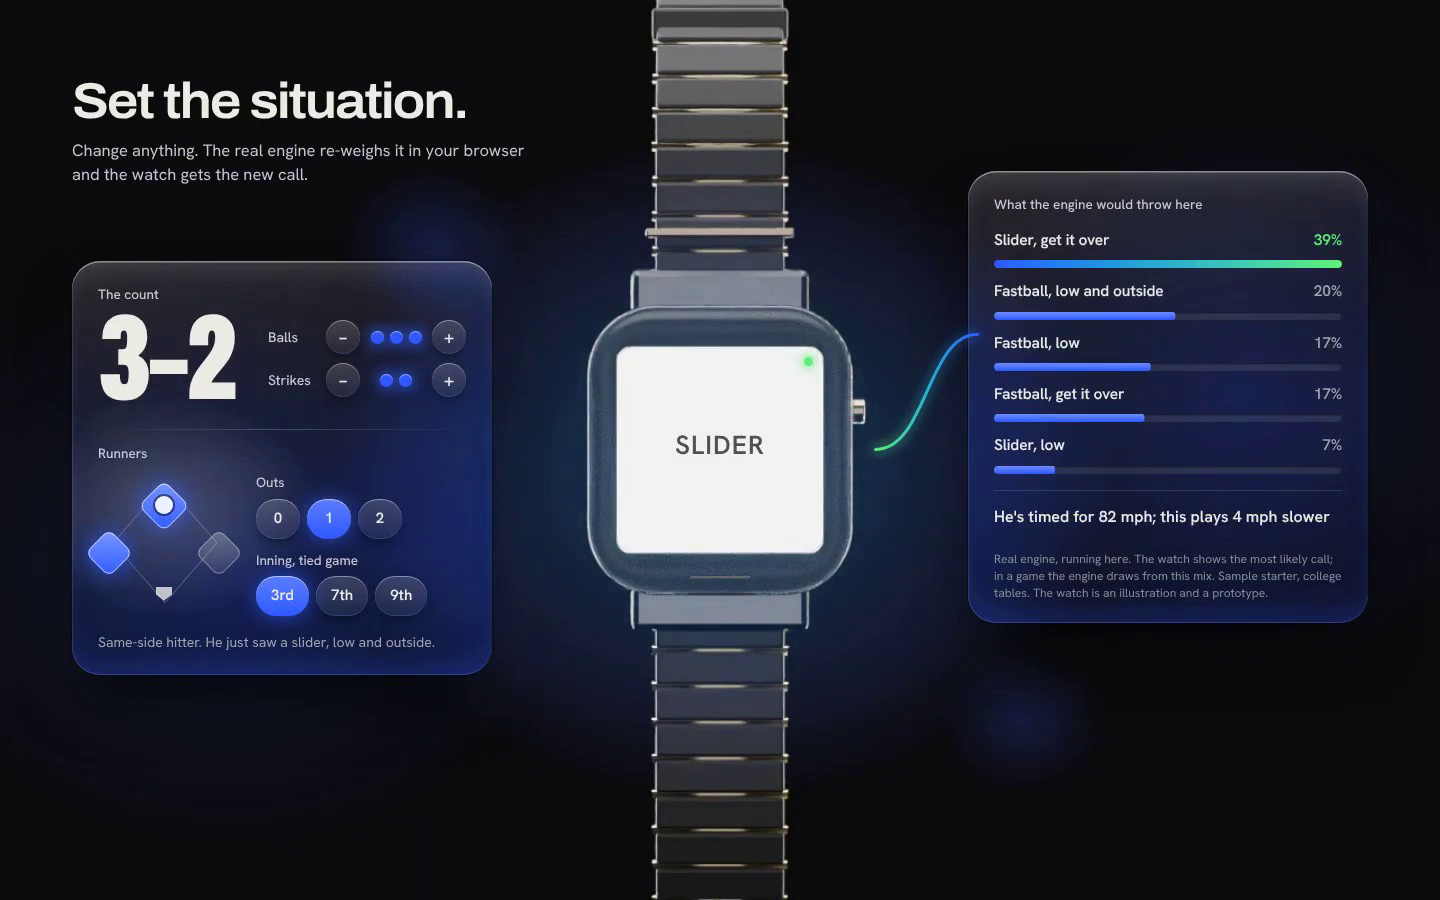 Set the situation.
Change anything. The real engine re-weighs it in your browser
and the watch gets the new call.
The count
3–2
Balls
–
+
Strikes
–
+
Runners
Outs
0 1 2
Inning, tied game
3rd 7th 9th
Same-side hitter. He just saw a slider, low and outside.
SLIDER
What the engine would throw here
Slider, get it over 39%
Fastball, low and outside 20%
Fastball, low 17%
Fastball, get it over 17%
Slider, low 7%
He's timed for 82 mph; this plays 4 mph slower
Real engine, running here. The watch shows the most likely call;
in a game the engine draws from this mix. Sample starter, college
tables. The watch is an illustration and a prototype.